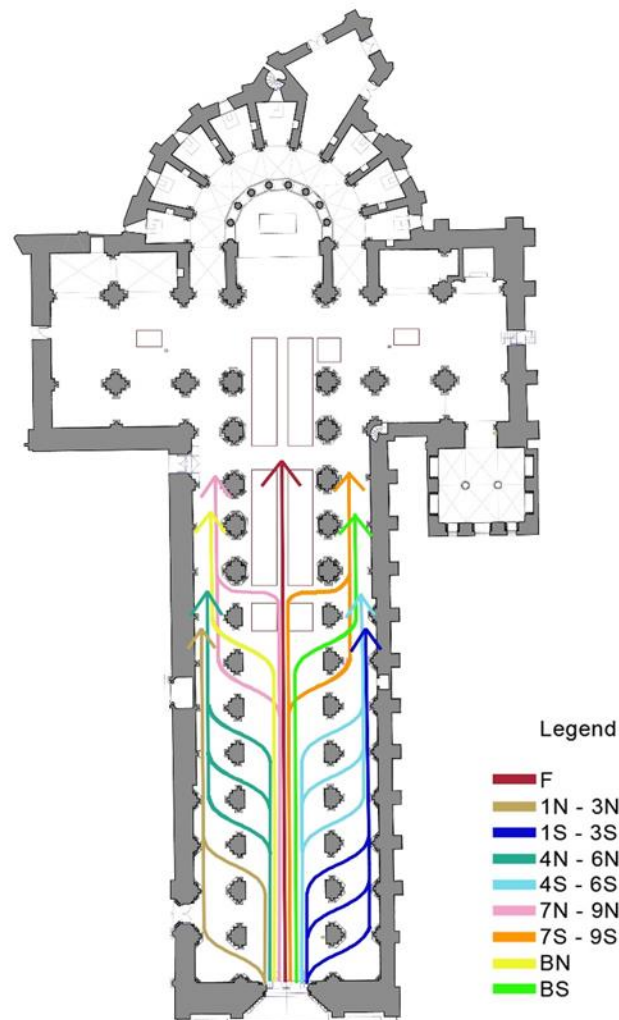 Legend
F
1N - 3N
1S - 3S
4N - 6N
4S - 6S
7N - 9N
7S - 9S
BN
BS